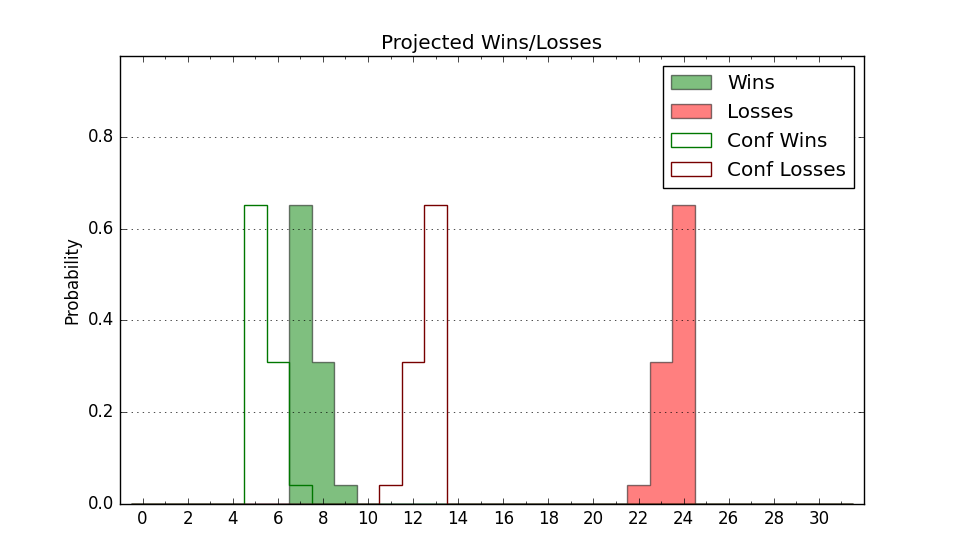 Projected Wins/Losses
Wins
Losses
Conf Wins
Conf Losses
Probability
0.8
0.6
0.4
0.2
0.0
0 2 4 6 8 10 12 14 16 18 20 22 24 26 28 30